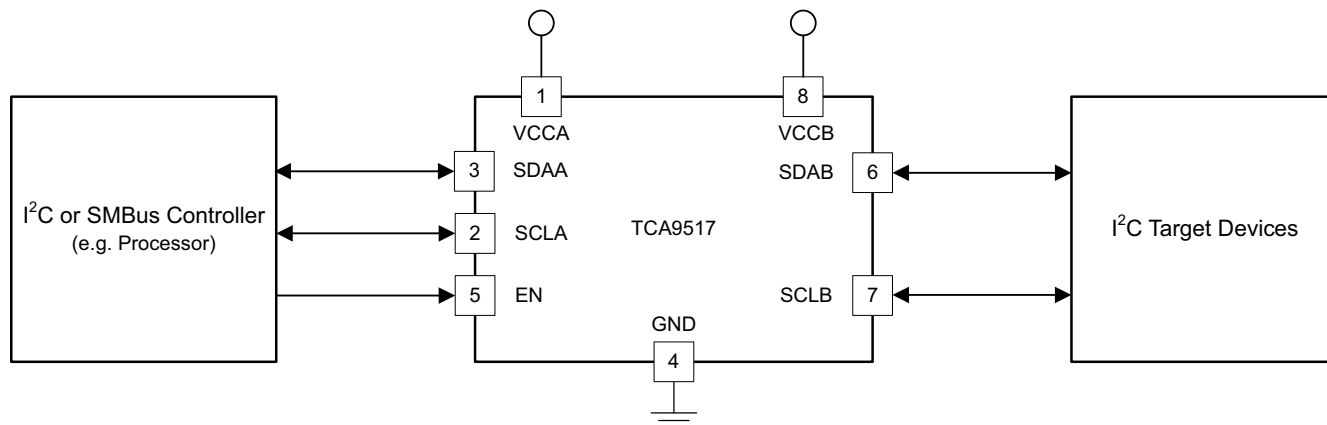 1
8
VCCA
VCCB
3
SDAA
SDAB
6
I²C or SMBus Controller
(e.g. Processor)
2
SCLA
TCA9517
I²C Target Devices
5
EN
SCLB
7
GND
4